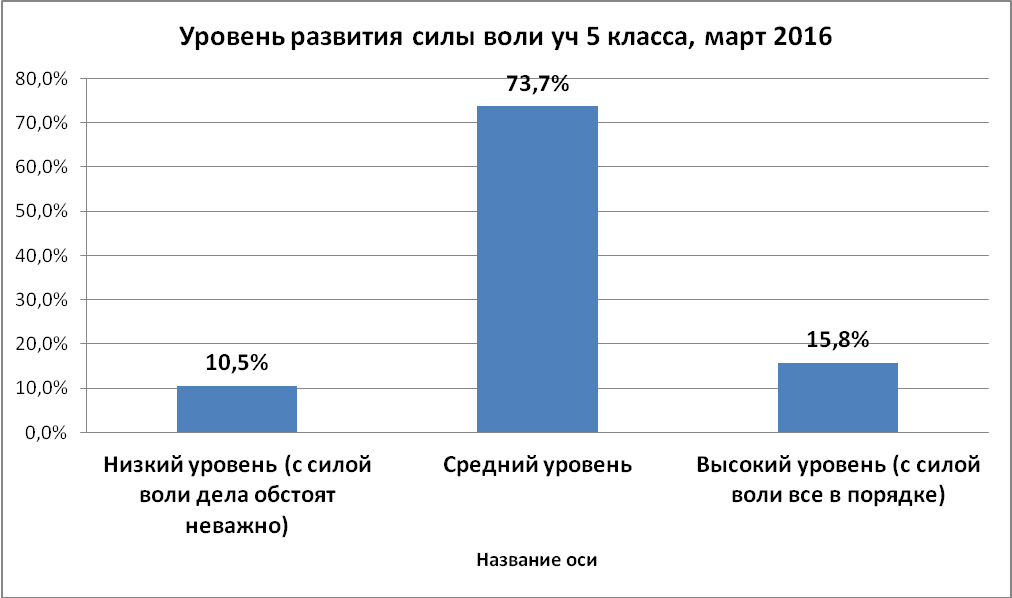 Уровень развития силы воли уч 5 класса, март 2016
80,0%
70,0%
60,0%
50,0%
40,0%
30,0%
20,0%
10,0%
0,0%
10,5%
73,7%
15,8%
Низкий уровень (с силой
воли дела обстоят
неважно)
Средний уровень
Высокий уровень (с силой
воли все в порядке)
Название оси